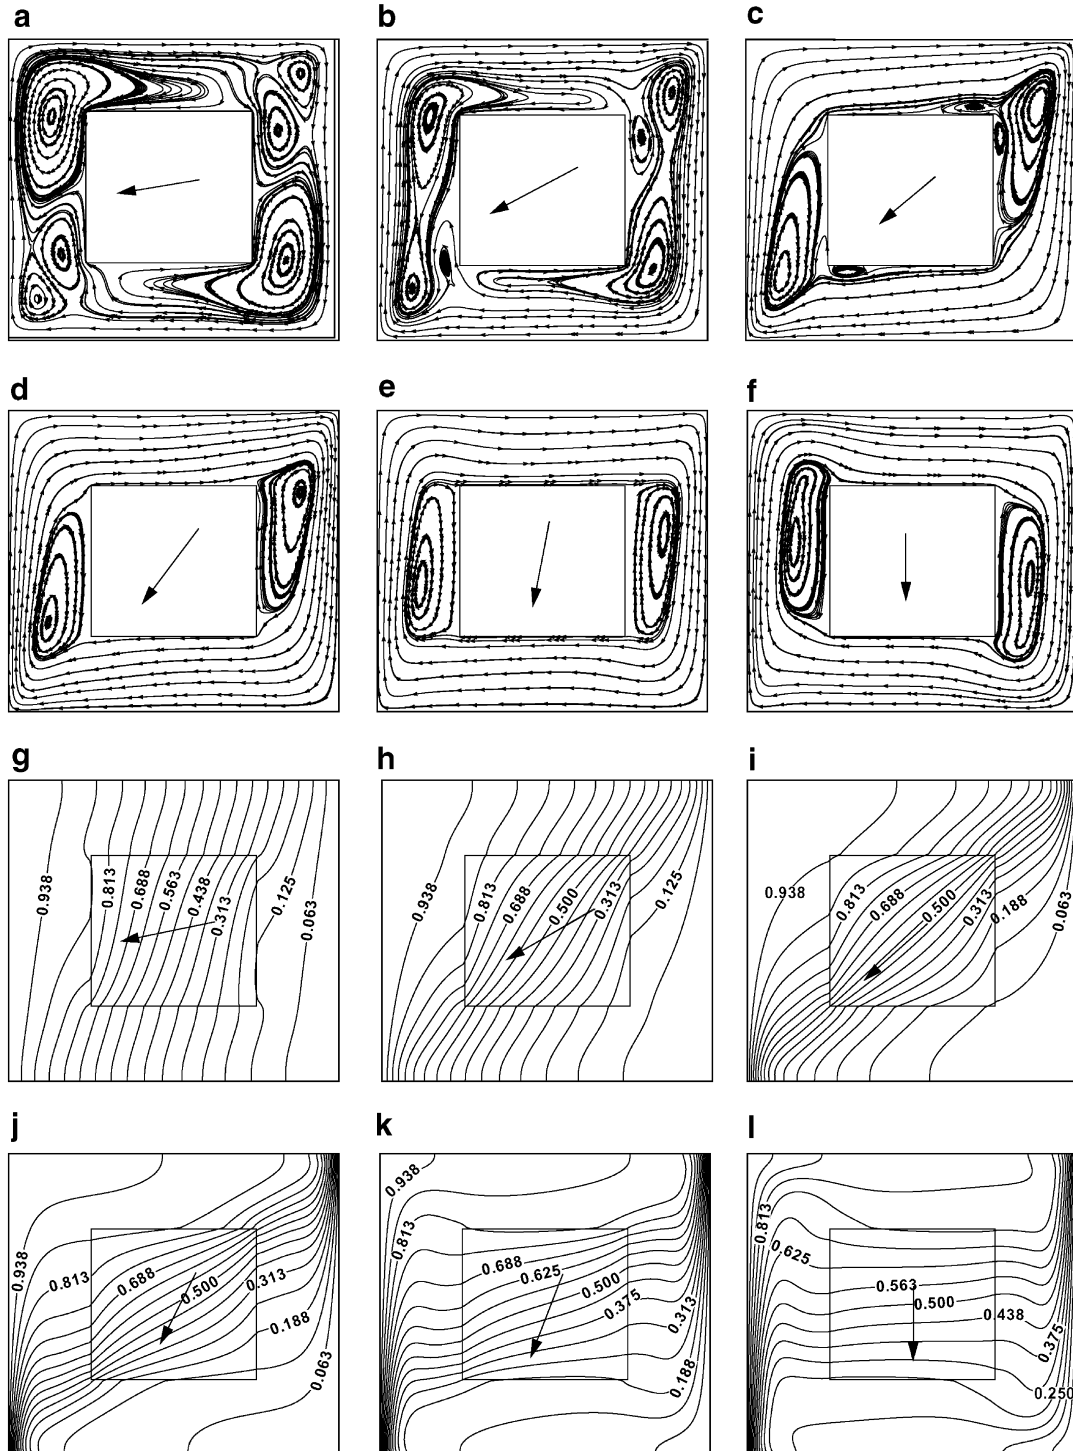 a b c
d e f
g h i
0.938 0.813 0.688 0.563 0.438 0.313 0.125 0.063
0.938 0.813 0.688 0.500 0.313 0.125
0.938 0.813 0.688 0.500 0.313 0.188 0.063
j k l
0.938 0.813 0.688 0.500 0.313 0.188 0.063
0.938 0.813 0.688 0.625 0.500 0.375 0.313 0.188
0.813 0.625 0.563 0.500 0.438 0.375 0.250